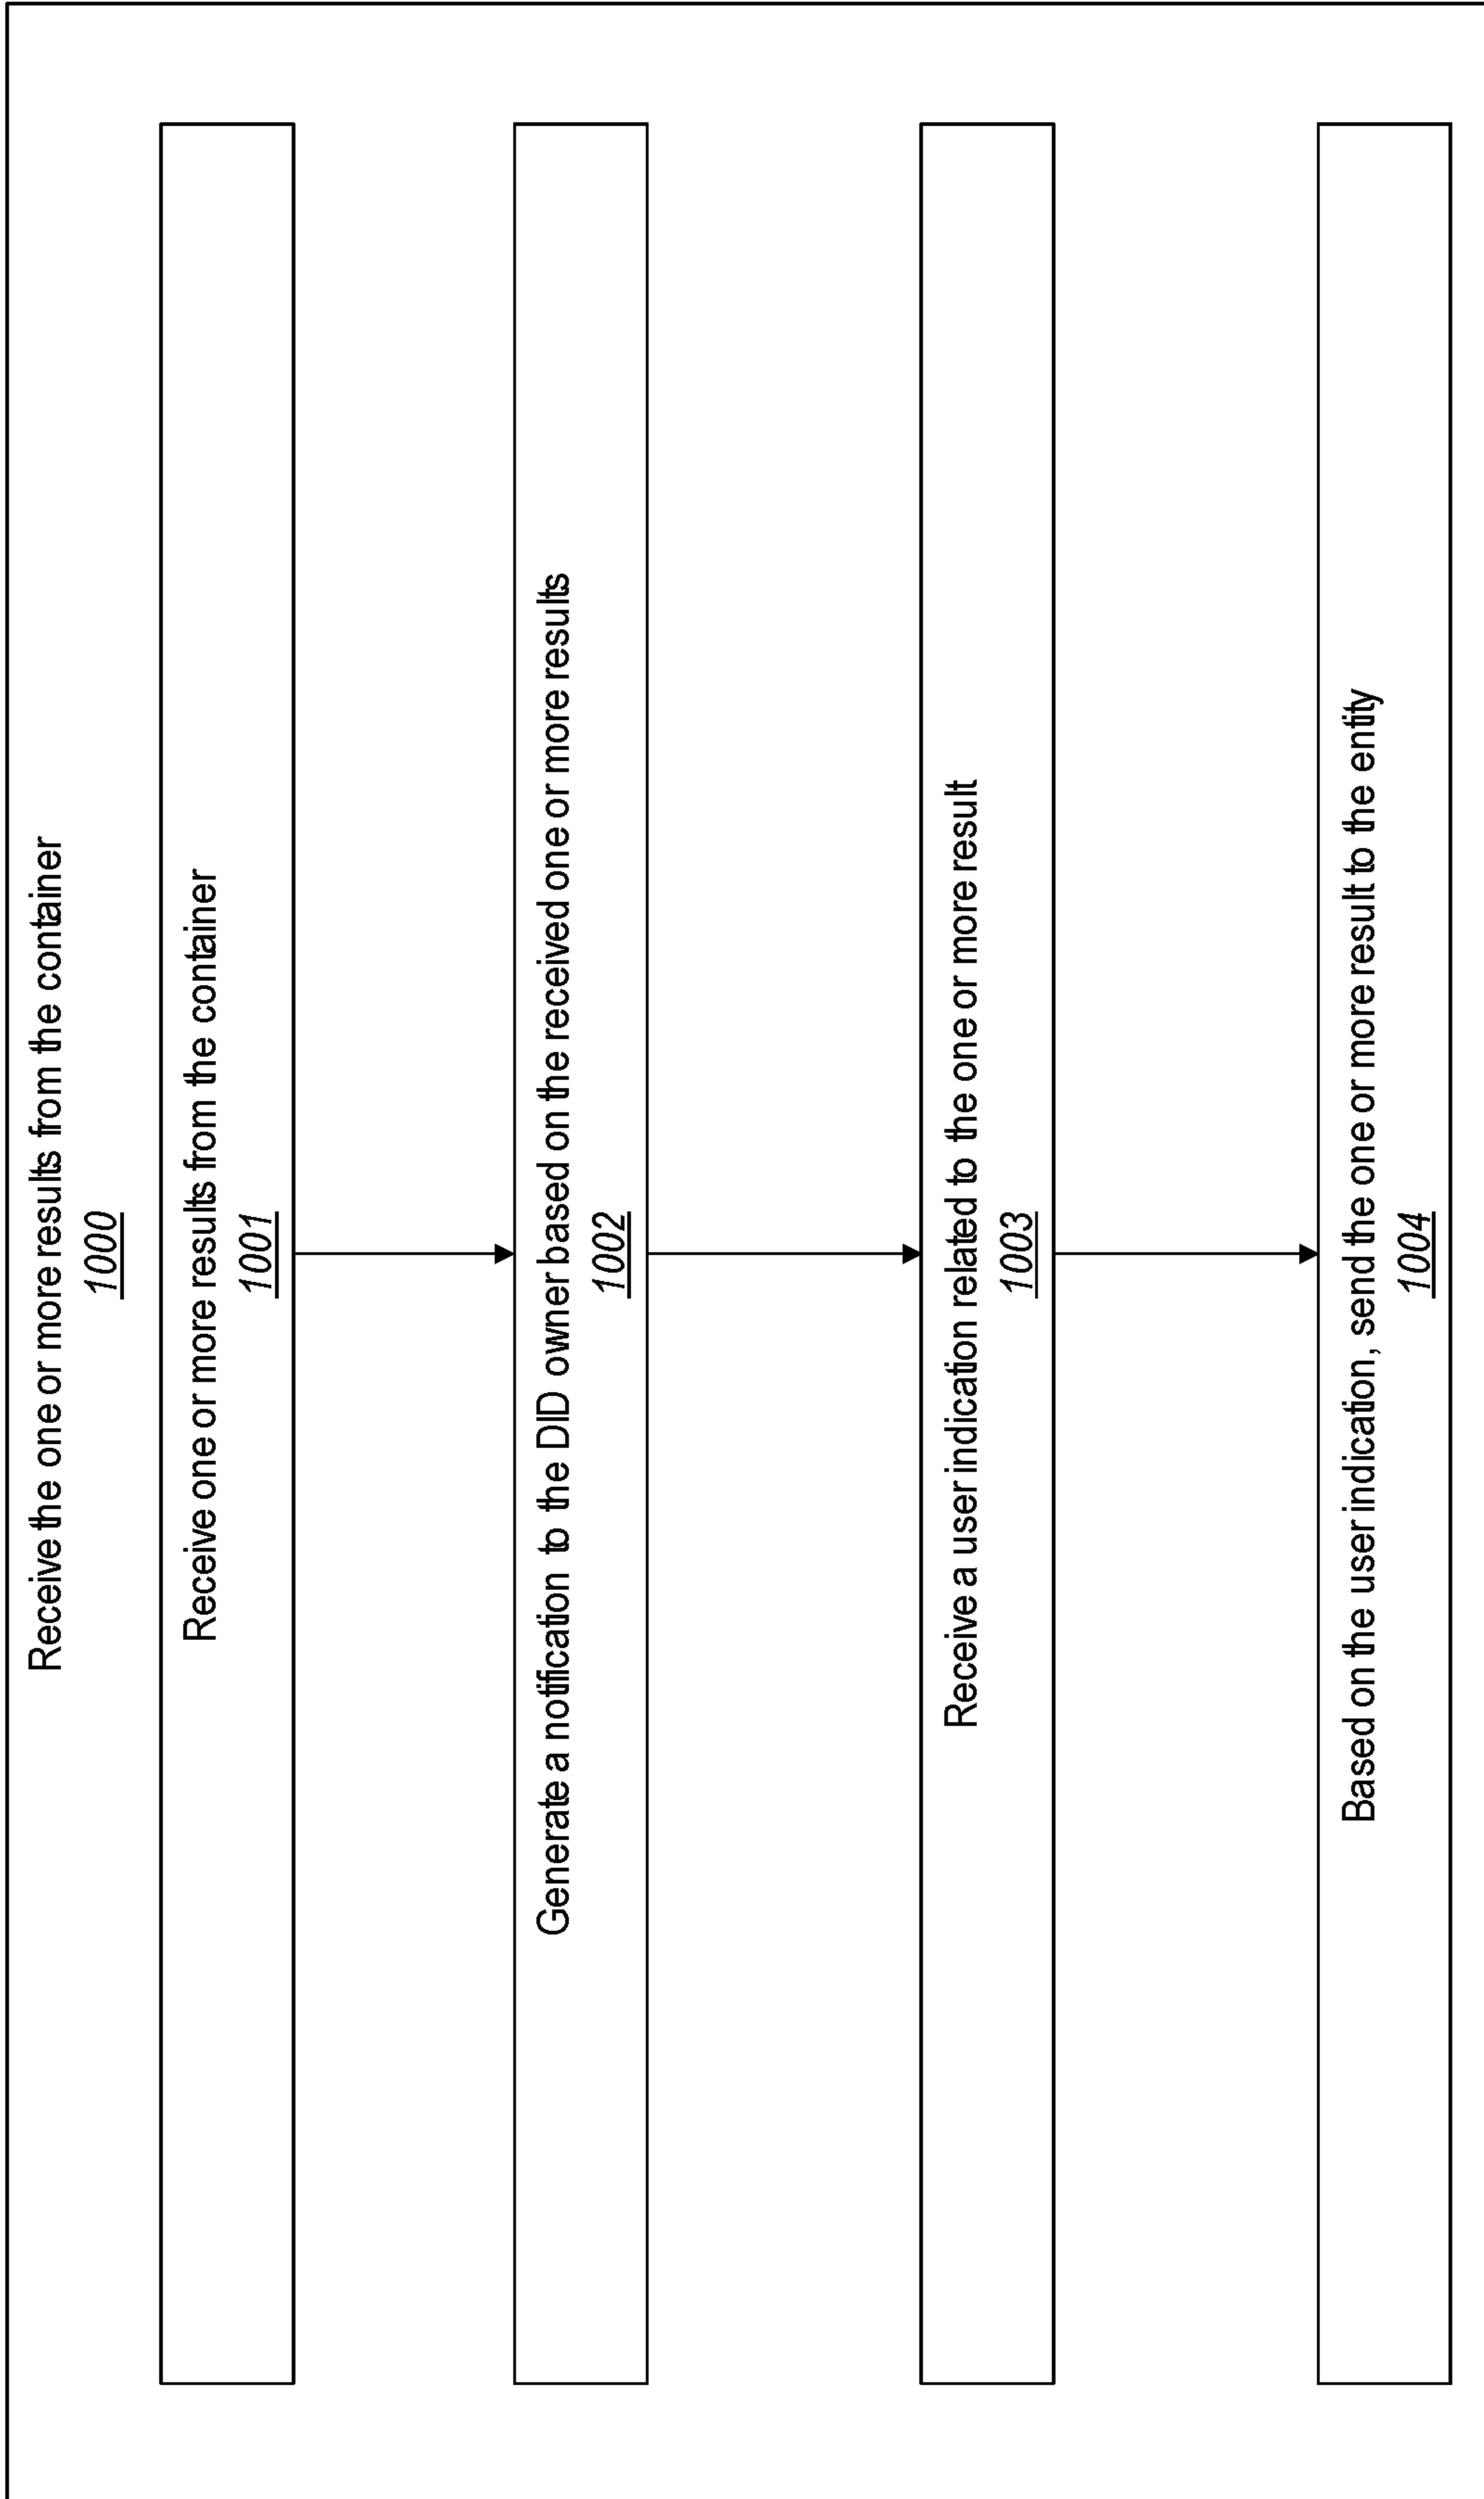 Receive the one or more results from the container
1000
Receive one or more results from the container
1001
Generate a notification to the DID owner based on the received one or more results
1002
Receive a user indication related to the one or more result
1003
Based on the user indication, send the one or more result to the entity
1004